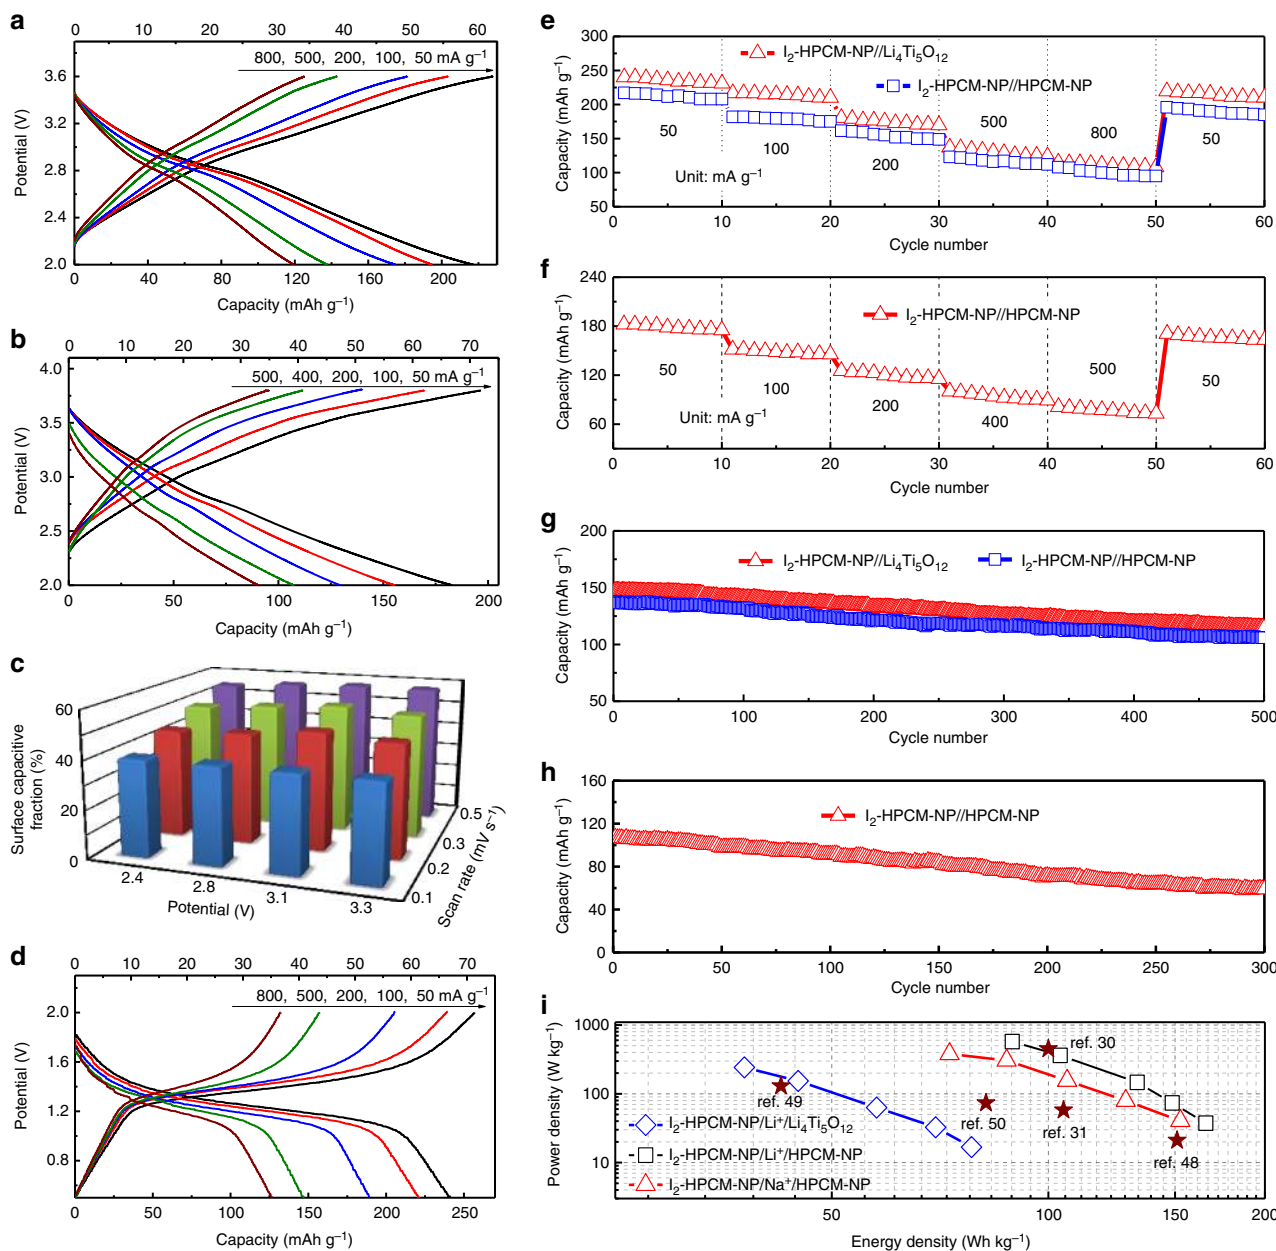 a
0 10 20 30 40 50 60
800, 500, 200, 100, 50 mA g⁻¹
3.6
3.2
2.8
2.4
2.0
Potential (V)
0 40 80 120 160 200
Capacity (mAh g⁻¹)
b
0 10 20 30 40 50 60 70
500, 400, 200, 100, 50 mA g⁻¹
4.0
3.5
3.0
2.5
2.0
Potential (V)
0 50 100 150 200
Capacity (mAh g⁻¹)
c
Surface capacitive
fraction (%)
60
40
20
0
2.4 2.8 3.1 3.3
Potential (V)
0.1 0.2 0.3 0.5
Scan rate (mV s⁻¹)
d
0 10 20 30 40 50 60 70
800, 500, 200, 100, 50 mA g⁻¹
2.0
1.6
1.2
0.8
Potential (V)
0 50 100 150 200 250
Capacity (mAh g⁻¹)
e
300
250
200
150
100
50
Capacity (mAh g⁻¹)
I₂-HPCM-NP//Li₄Ti₅O₁₂
I₂-HPCM-NP//HPCM-NP
50 100 200 500 800 50
Unit: mA g⁻¹
0 10 20 30 40 50 60
Cycle number
f
240
180
120
60
Capacity (mAh g⁻¹)
I₂-HPCM-NP//HPCM-NP
50 100 200 400 500 50
Unit: mA g⁻¹
0 10 20 30 40 50 60
Cycle number
g
200
150
100
50
Capacity (mAh g⁻¹)
I₂-HPCM-NP//Li₄Ti₅O₁₂ I₂-HPCM-NP//HPCM-NP
0 100 200 300 400 500
Cycle number
h
160
120
80
40
0
Capacity (mAh g⁻¹)
I₂-HPCM-NP//HPCM-NP
0 50 100 150 200 250 300
Cycle number
i
1000
100
10
Power density (W kg⁻¹)
ref. 30
ref. 49
ref. 50
ref. 31
ref. 48
I₂-HPCM-NP/Li⁺/Li₄Ti₅O₁₂
I₂-HPCM-NP/Li⁺/HPCM-NP
I₂-HPCM-NP/Na⁺/HPCM-NP
50 100 150 200
Energy density (Wh kg⁻¹)